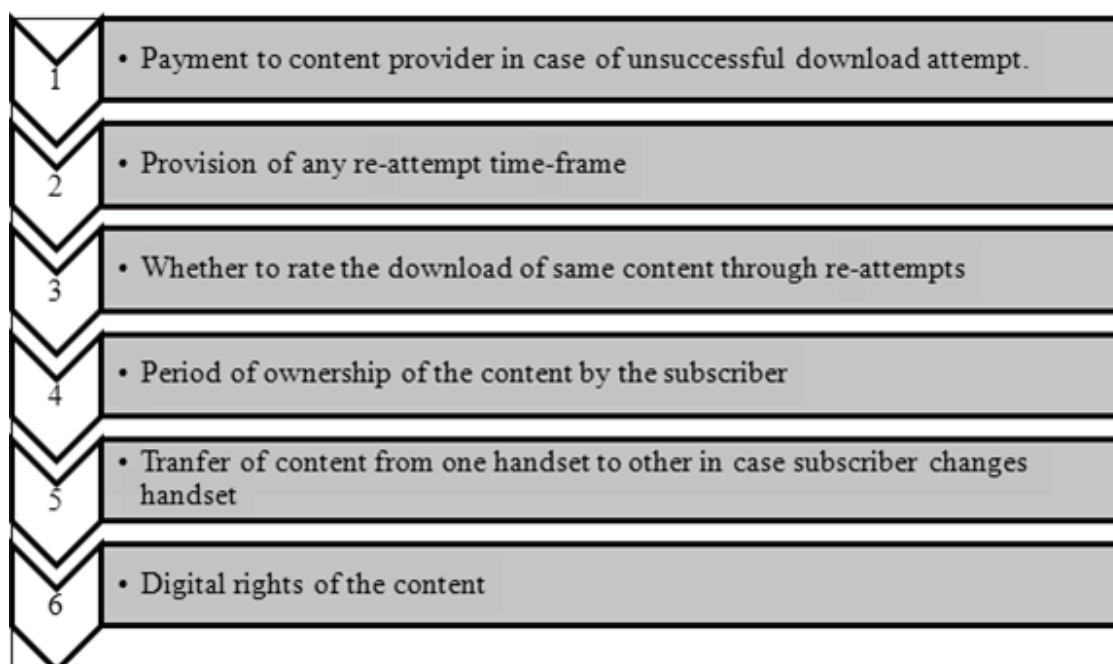 1
• Payment to content provider in case of unsuccessful download attempt.
2
• Provision of any re-attempt time-frame
3
• Whether to rate the download of same content through re-attempts
4
• Period of ownership of the content by the subscriber
5
• Tranfer of content from one handset to other in case subscriber changes
handset
6
• Digital rights of the content